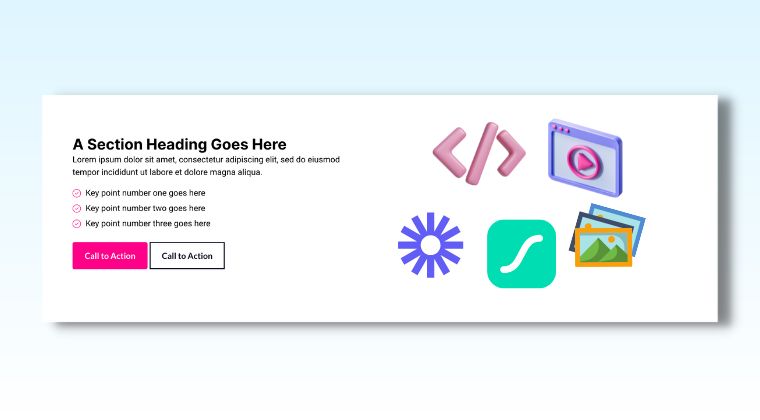 A Section Heading Goes Here
Lorem ipsum dolor sit amet, consectetur adipiscing elit, sed do eiusmod
tempor incididunt ut labore et dolore magna aliqua.
Key point number one goes here
Key point number two goes here
Key point number three goes here
Call to Action Call to Action